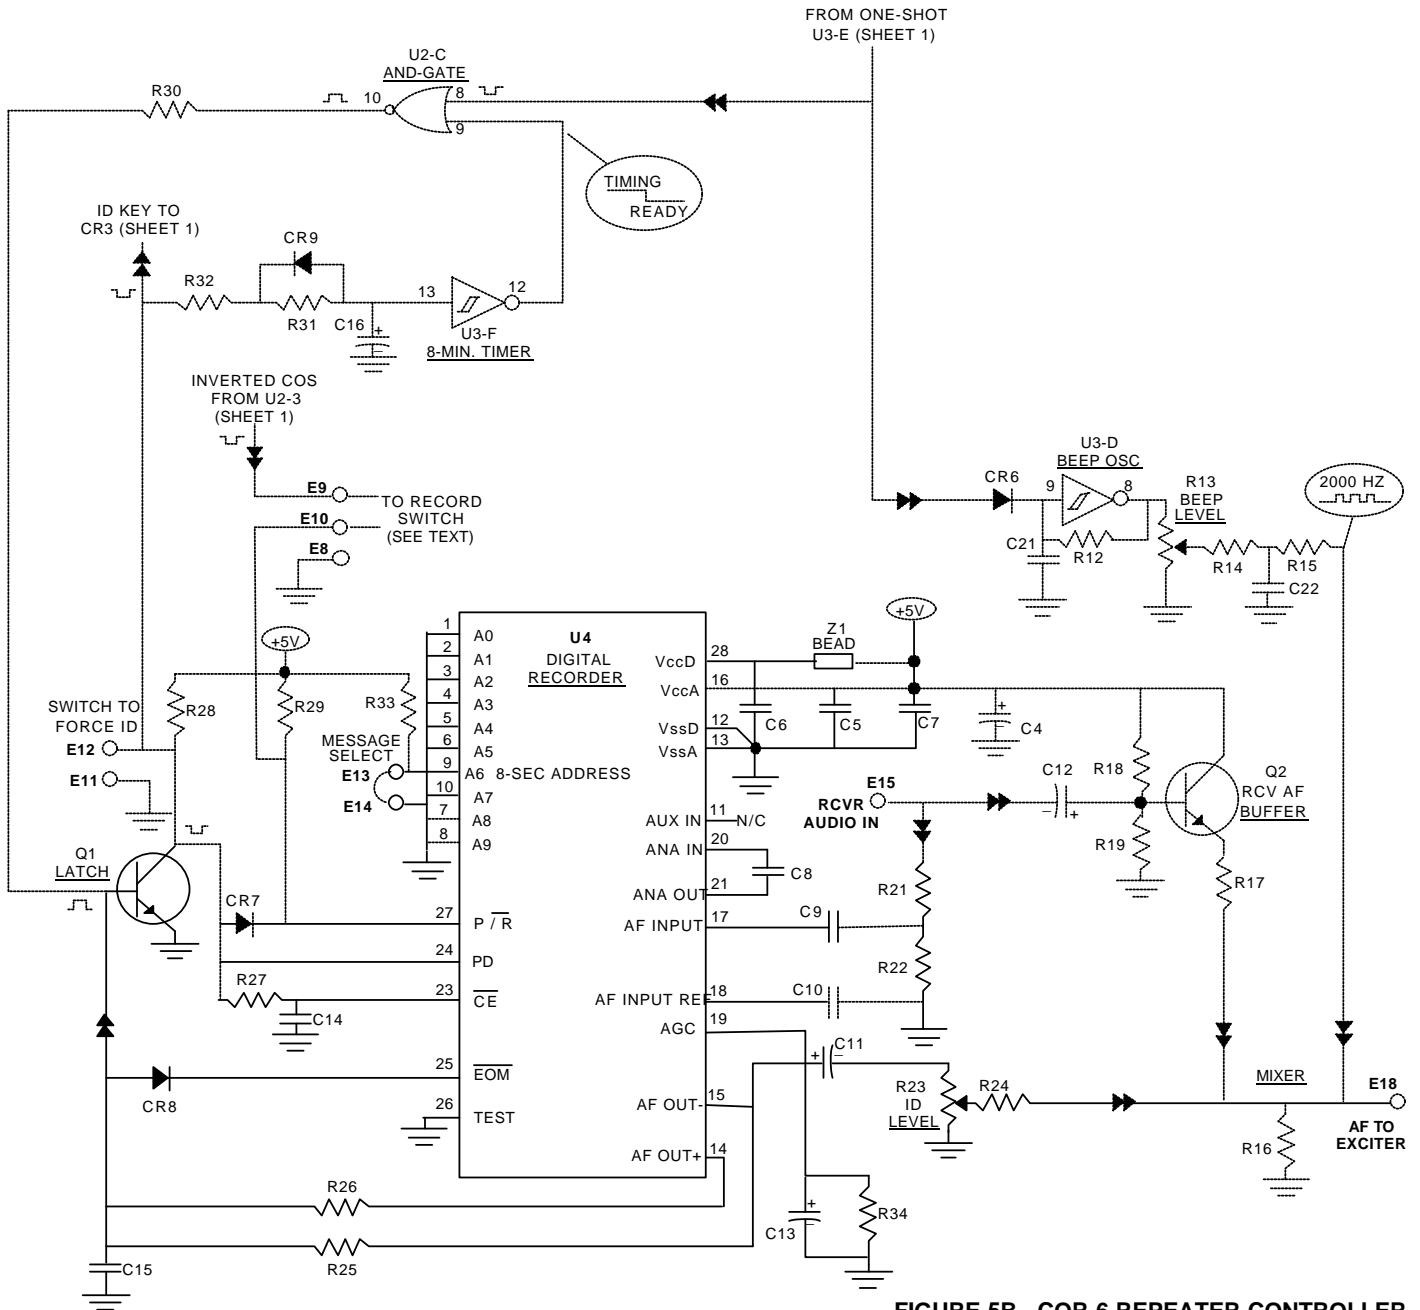 FROM ONE-SHOT
U3-E (SHEET 1)
U2-C
AND-GATE
R30
10
8
9
TIMING
READY
ID KEY TO
CR3 (SHEET 1)
CR9
R32
R31
C16
+
−
13
12
U3-F
8-MIN. TIMER
INVERTED COS
FROM U2-3
(SHEET 1)
E9
TO RECORD
E10
SWITCH
(SEE TEXT)
E8
U3-D
BEEP OSC
CR6
9
8
R13
BEEP
LEVEL
2000 HZ
C21
R12
R14
R15
C22
+5V
R28
R29
R33
SWITCH TO
FORCE ID
E12
E11
MESSAGE
SELECT
E13
E14
1
A0
2
A1
3
A2
4
A3
5
A4
6
A5
9
A6 8-SEC ADDRESS
10
A7
7
A8
8
A9
U4
DIGITAL
RECORDER
VccD
28
VccA
16
VssD
12
VssA
13
Z1
BEAD
+5V
C6
C5
C7
+
C4
AUX IN
11
N/C
ANA IN
20
C8
ANA OUT
21
AF INPUT
17
C9
AF INPUT REF
18
C10
AGC
19
E15
RCVR
AUDIO IN
C12
−
+
R18
R19
Q2
RCV AF
BUFFER
R17
R21
R22
Q1
LATCH
CR7
27
P / R
24
PD
R27
23
CE
C14
25
EOM
CR8
26
TEST
+
C11
−
AF OUT-
15
AF OUT+
14
R23
ID
LEVEL
R24
MIXER
E18
AF TO
EXCITER
R16
R26
R25
C15
+
C13
−
R34
FIGURE 5B. COR-6 REPEATER CONTROLLER